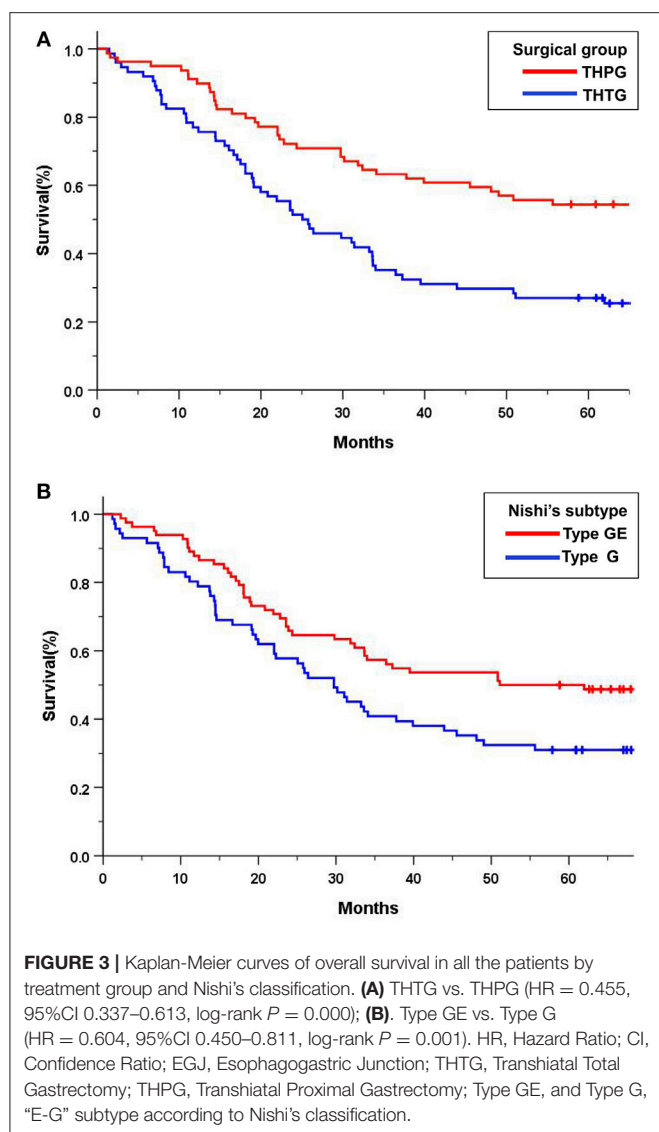 A
Surgical group
THPG
THTG
1.0
0.8
0.6
0.4
0.2
0.0
Survival(%)
0 10 20 30 40 50 60
Months
B
Nishi's subtype
Type GE
Type G
1.0
0.8
0.6
0.4
0.2
0.0
Survival(%)
0 10 20 30 40 50 60
Months
FIGURE 3 | Kaplan-Meier curves of overall survival in all the patients by
treatment group and Nishi's classification. (A) THTG vs. THPG (HR = 0.455,
95%CI 0.337–0.613, log-rank P = 0.000); (B). Type GE vs. Type G
(HR = 0.604, 95%CI 0.450–0.811, log-rank P = 0.001). HR, Hazard Ratio; CI,
Confidence Ratio; EGJ, Esophagogastric Junction; THTG, Transhiatal Total
Gastrectomy; THPG, Transhiatal Proximal Gastrectomy; Type GE, and Type G,
“E-G” subtype according to Nishi's classification.